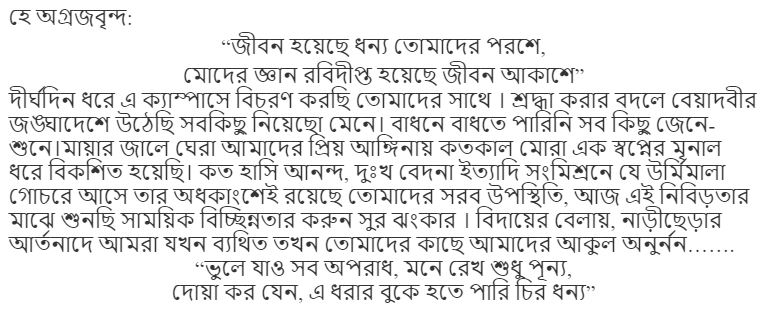 হে অগ্রজবৃন্দ:
“জীবন হয়েছে ধন্য তোমাদের পরশে,
মোদের জ্ঞান রবিদীপ্ত হয়েছে জীবন আকাশে”
দীর্ঘদিন ধরে এ ক্যাম্পাসে বিচরণ করছি তোমাদের সাথে । শ্রদ্ধা করার বদলে বেয়াদবীর
জঙ্ঘাদেশে উঠেছি সবকিছু নিয়েছো মেনে। বাধনে বাধতে পারিনি সব কিছু জেনে-
শুনে।মায়ার জালে ঘেরা আমাদের প্রিয় আঙ্গিনায় কতকাল মোরা এক স্বপ্নের মৃনাল
ধরে বিকশিত হয়েছি। কত হাসি আনন্দ, দুঃখ বেদনা ইত্যাদি সংমিশ্রনে যে উর্মিমালা
গোচরে আসে তার অধকাংশেই রয়েছে তোমাদের সরব উপস্থিতি, আজ এই নিবিড়তার
মাঝে শুনছি সাময়িক বিচ্ছিন্নতার করুন সুর ঝংকার । বিদায়ের বেলায়, নাড়ীছেড়ার
আর্তনাদে আমরা যখন ব্যথিত তখন তোমাদের কাছে আমাদের আকুল অনুর্নন.......
“ভুলে যাও সব অপরাধ, মনে রেখ শুধু পূন্য,
দোয়া কর যেন, এ ধরার বুকে হতে পারি চির ধন্য”